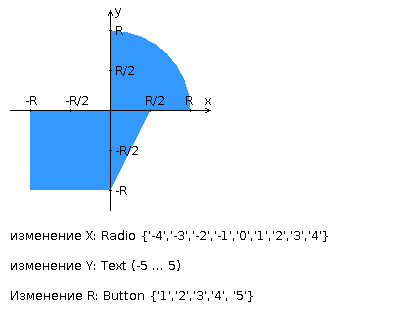 y
R
R/2
-R -R/2 R/2 R x
-R/2
-R
изменение X: Radio {'-4','-3','-2','-1','0','1','2','3','4'}
изменение Y: Text (-5 ... 5)
Изменение R: Button {'1','2','3','4', '5'}